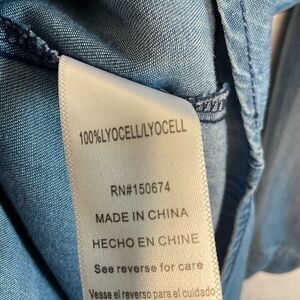 100%LYOCELL/LYOCELL
RN#150674
MADE IN CHINA
HECHO EN CHINE
See reverse for care
Vease el reverso para el cuidado